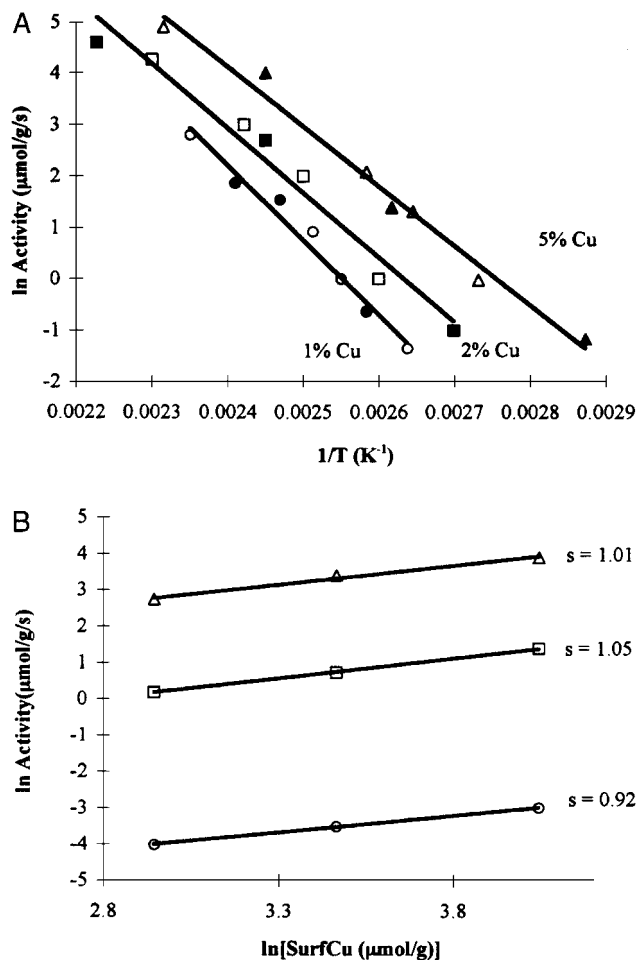 A
ln Activity (μmol/g/s)
5
4
3
2
1
0
-1
-2
5% Cu
1% Cu
2% Cu
0.0022 0.0023 0.0024 0.0025 0.0026 0.0027 0.0028 0.0029
1/T (K⁻¹)
B
ln Activity(μmol/g/s)
5
4
3
2
1
0
-1
-2
-3
-4
-5
s = 1.01
s = 1.05
s = 0.92
2.8 3.3 3.8
ln[SurfCu (μmol/g)]